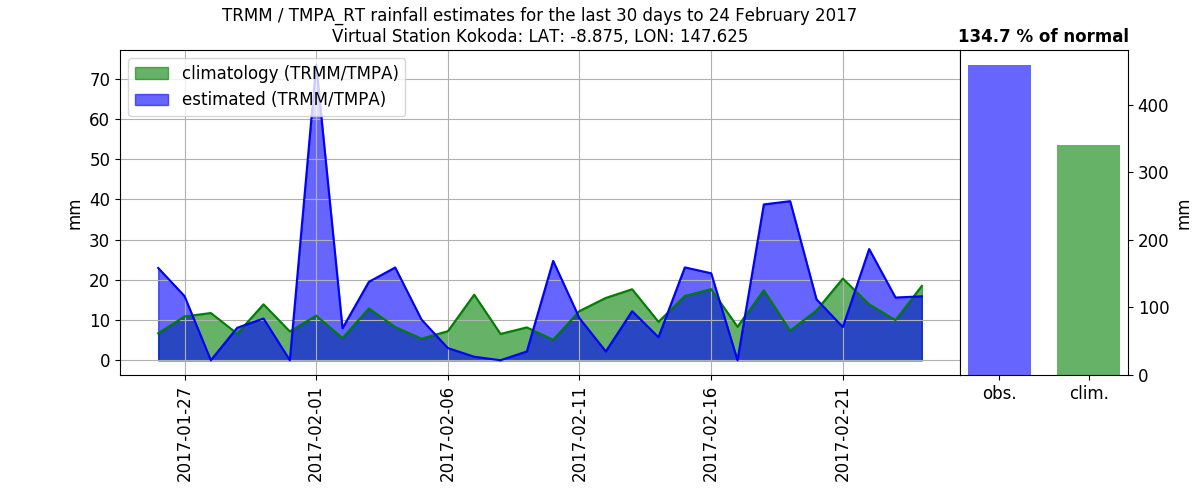 TRMM / TMPA_RT rainfall estimates for the last 30 days to 24 February 2017
Virtual Station Kokoda: LAT: -8.875, LON: 147.625
134.7 % of normal
climatology (TRMM/TMPA)
estimated (TRMM/TMPA)
mm
70
60
50
40
30
20
10
0
2017-01-27
2017-02-01
2017-02-06
2017-02-11
2017-02-16
2017-02-21
400
300
200
100
0
mm
obs.
clim.